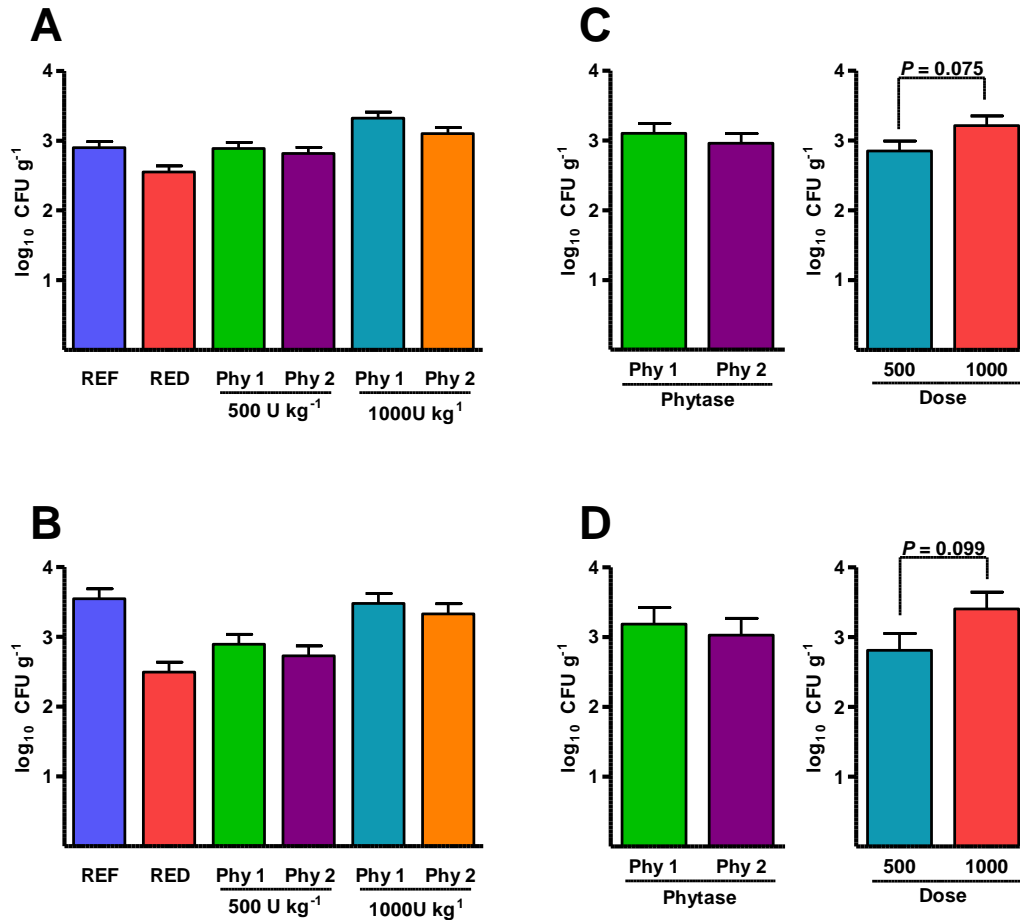 A
log₁₀ CFU g⁻¹
4
3
2
1
REF RED Phy 1 Phy 2 Phy 1 Phy 2
500 U kg⁻¹ 1000U kg¹
C
log₁₀ CFU g⁻¹
4
3
2
1
Phy 1 Phy 2
Phytase
P = 0.075
log₁₀ CFU g⁻¹
4
3
2
1
500 1000
Dose
B
log₁₀ CFU g⁻¹
4
3
2
1
REF RED Phy 1 Phy 2 Phy 1 Phy 2
500 U kg⁻¹ 1000U kg¹
D
log₁₀ CFU g⁻¹
4
3
2
1
Phy 1 Phy 2
Phytase
P = 0.099
log₁₀ CFU g⁻¹
4
3
2
1
500 1000
Dose